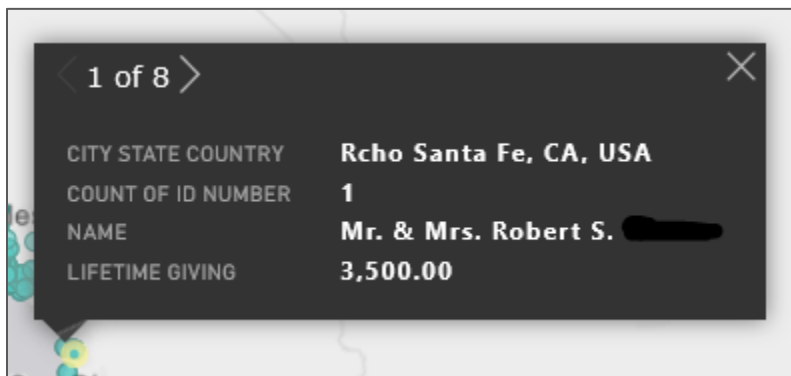 1 of 8
CITY STATE COUNTRY Rcho Santa Fe, CA, USA
COUNT OF ID NUMBER 1
NAME Mr. & Mrs. Robert S.
LIFETIME GIVING 3,500.00